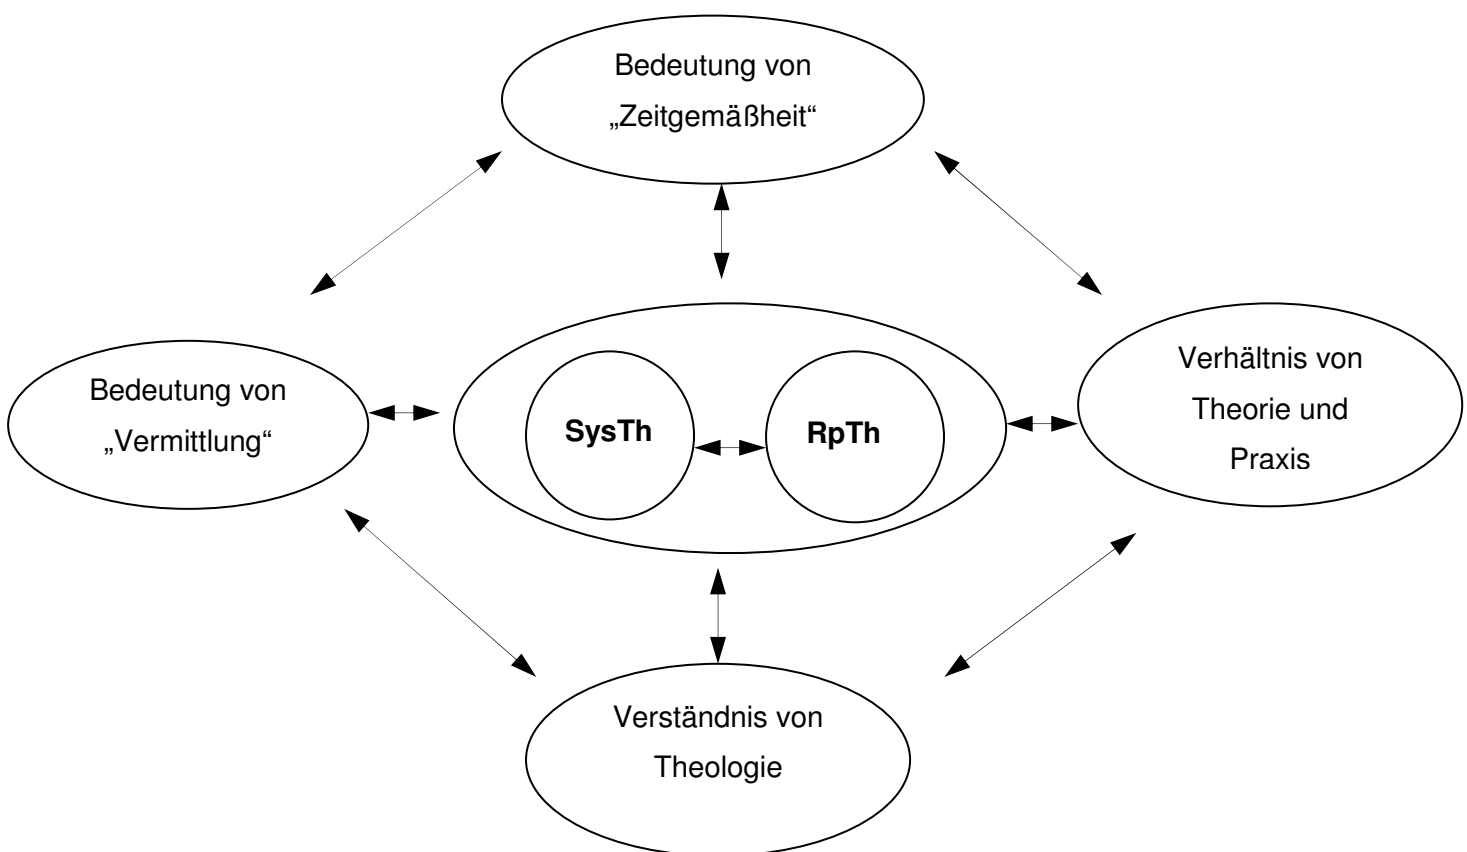 Bedeutung von
„Zeitgemäßheit“
Bedeutung von
„Vermittlung“
SysTh
RpTh
Verhältnis von
Theorie und
Praxis
Verständnis von
Theologie